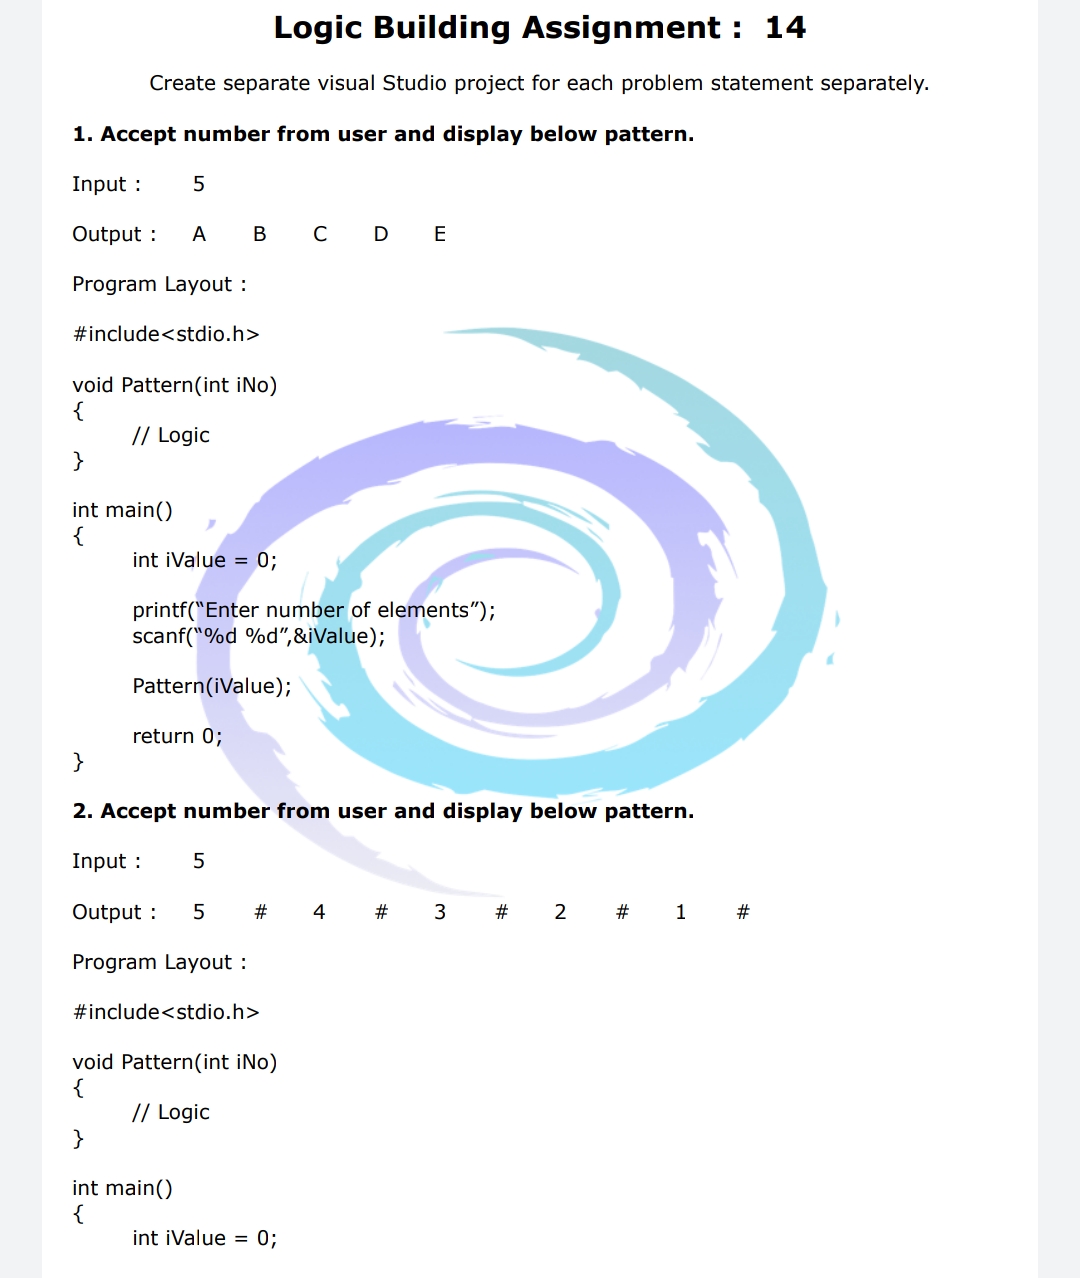 Logic Building Assignment : 14
Create separate visual Studio project for each problem statement separately.
1. Accept number from user and display below pattern.
Input : 5
Output : A B C D E
Program Layout :
#include<stdio.h>
void Pattern(int iNo)
{
// Logic
}
int main()
{
int iValue = 0;
printf(“Enter number of elements”);
scanf(“%d %d”,&iValue);
Pattern(iValue);
return 0;
}
2. Accept number from user and display below pattern.
Input : 5
Output : 5 # 4 # 3 # 2 # 1 #
Program Layout :
#include<stdio.h>
void Pattern(int iNo)
{
// Logic
}
int main()
{
int iValue = 0;